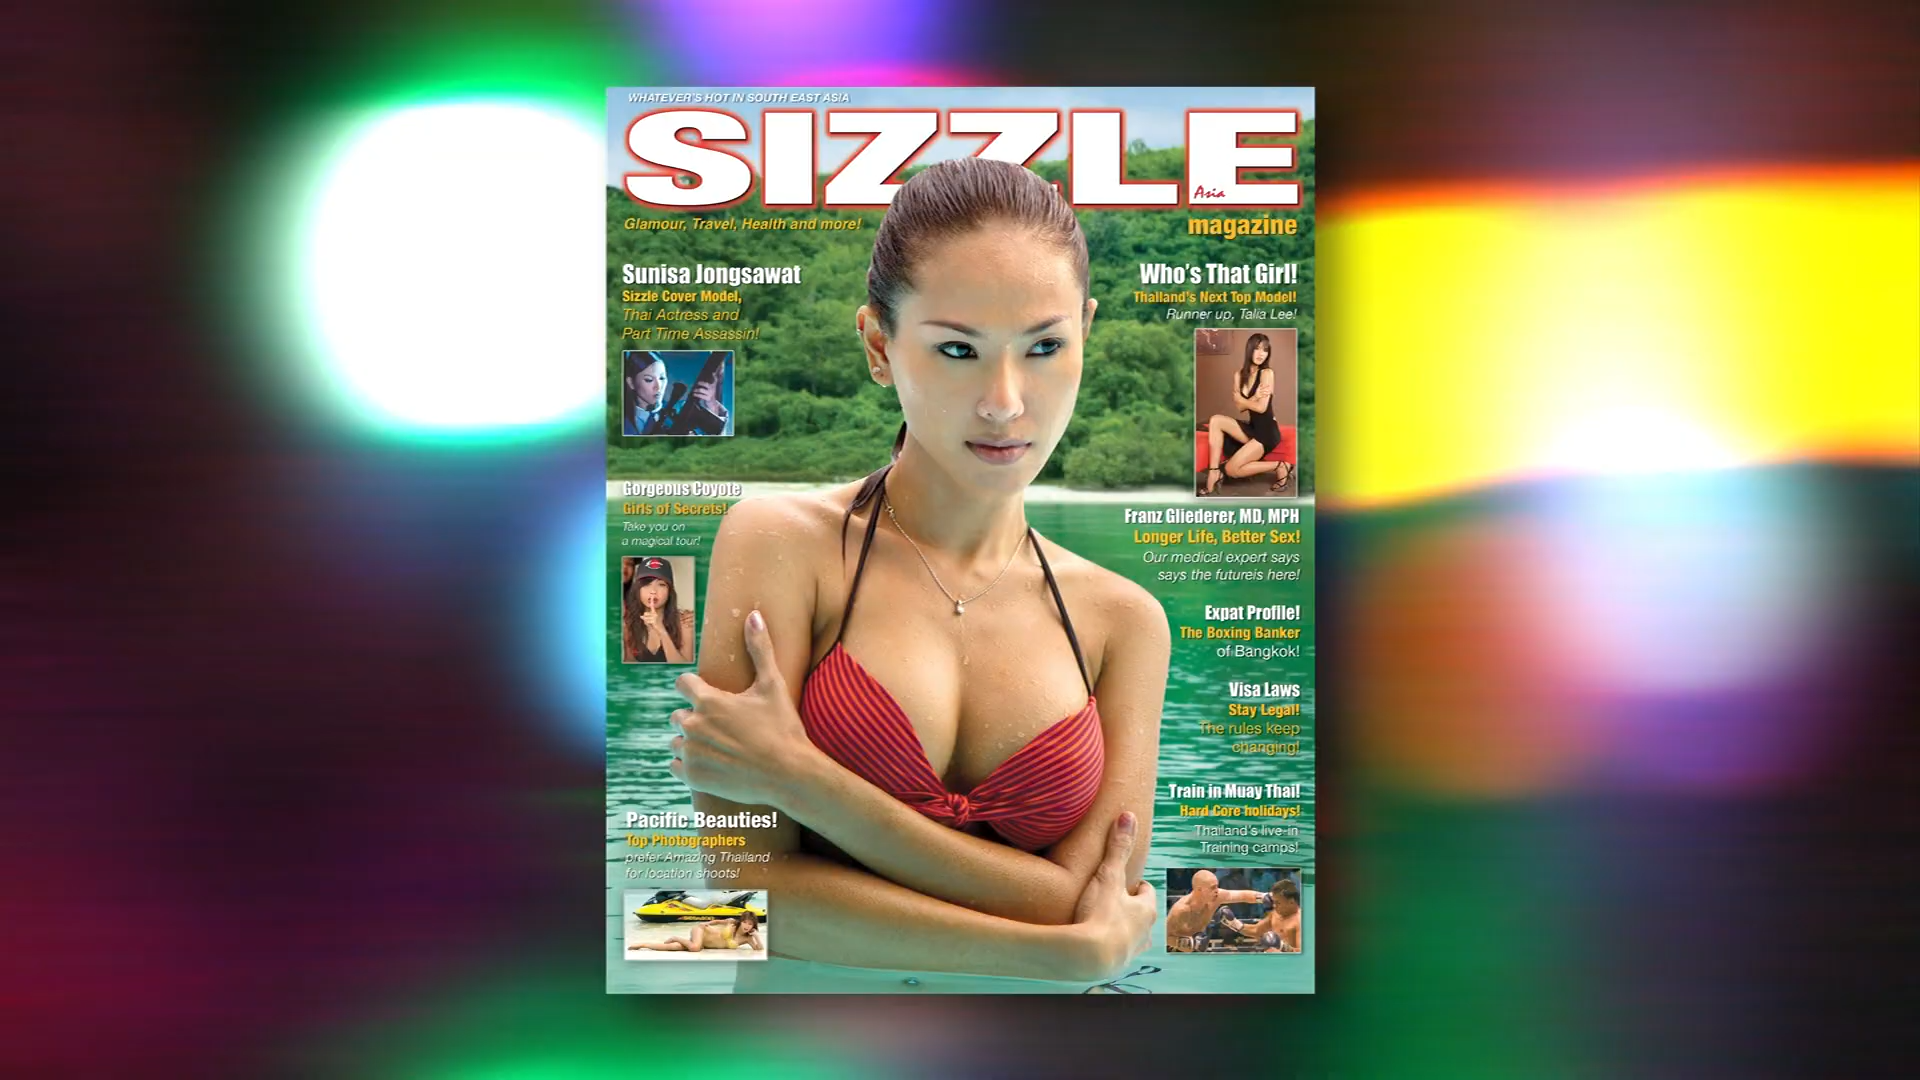 WHATEVER'S HOT IN SOUTH EAST ASIA
SIZZLE
Asia
Glamour, Travel, Health and more!
magazine
Sunisa Jongsawat
Sizzle Cover Model,
Thai Actress and
Part Time Assassin!
Gorgeous Coyote
Girls of Secrets!
Take you on
a magical tour!
Pacific Beauties!
Top Photographers
prefer Amazing Thailand
for location shoots!
Who's That Girl!
Thailand's Next Top Model!
Runner up, Talia Lee!
Franz Gliederer, MD, MPH
Longer Life, Better Sex!
Our medical expert says
says the futureis here!
Expat Profile!
The Boxing Banker
of Bangkok!
Visa Laws
Stay Legal!
The rules keep
changing!
Train in Muay Thai!
Hard Core holidays!
Thailand's live-in
Training camps!